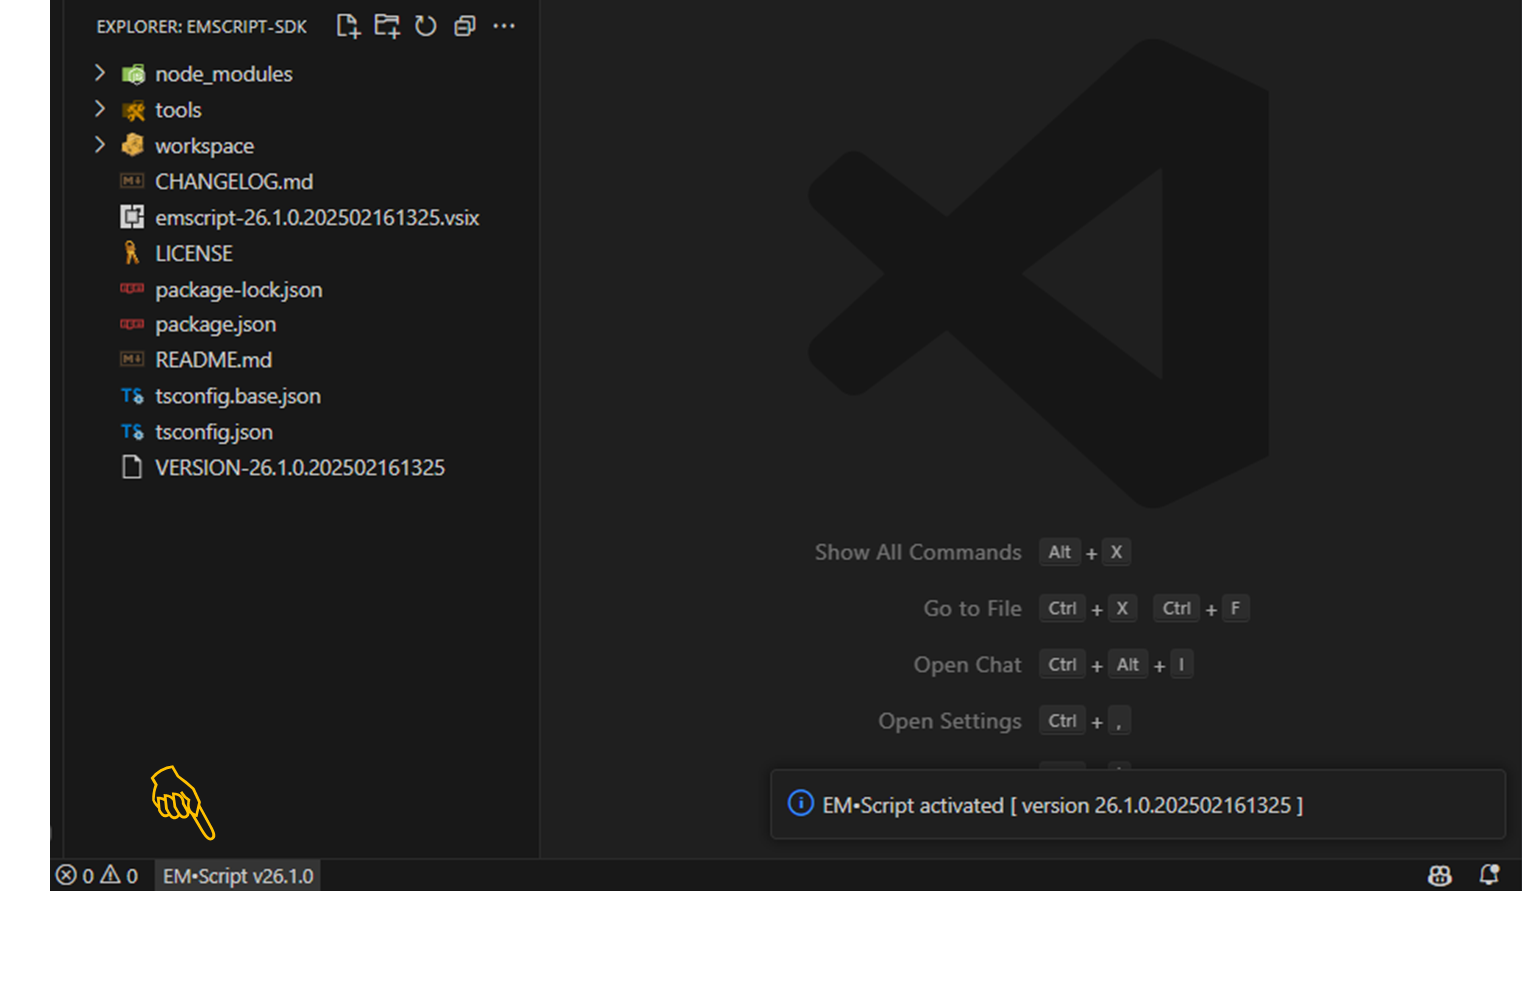 EXPLORER: EMSCRIPT-SDK
node_modules
tools
workspace
CHANGELOG.md
emscript-26.1.0.202502161325.vsix
LICENSE
package-lock.json
package.json
README.md
TS tsconfig.base.json
TS tsconfig.json
VERSION-26.1.0.202502161325
Show All Commands Alt + X
Go to File Ctrl + X Ctrl + F
Open Chat Ctrl + Alt + I
Open Settings Ctrl + ,
EM•Script activated [ version 26.1.0.202502161325 ]
0 0 EM•Script v26.1.0